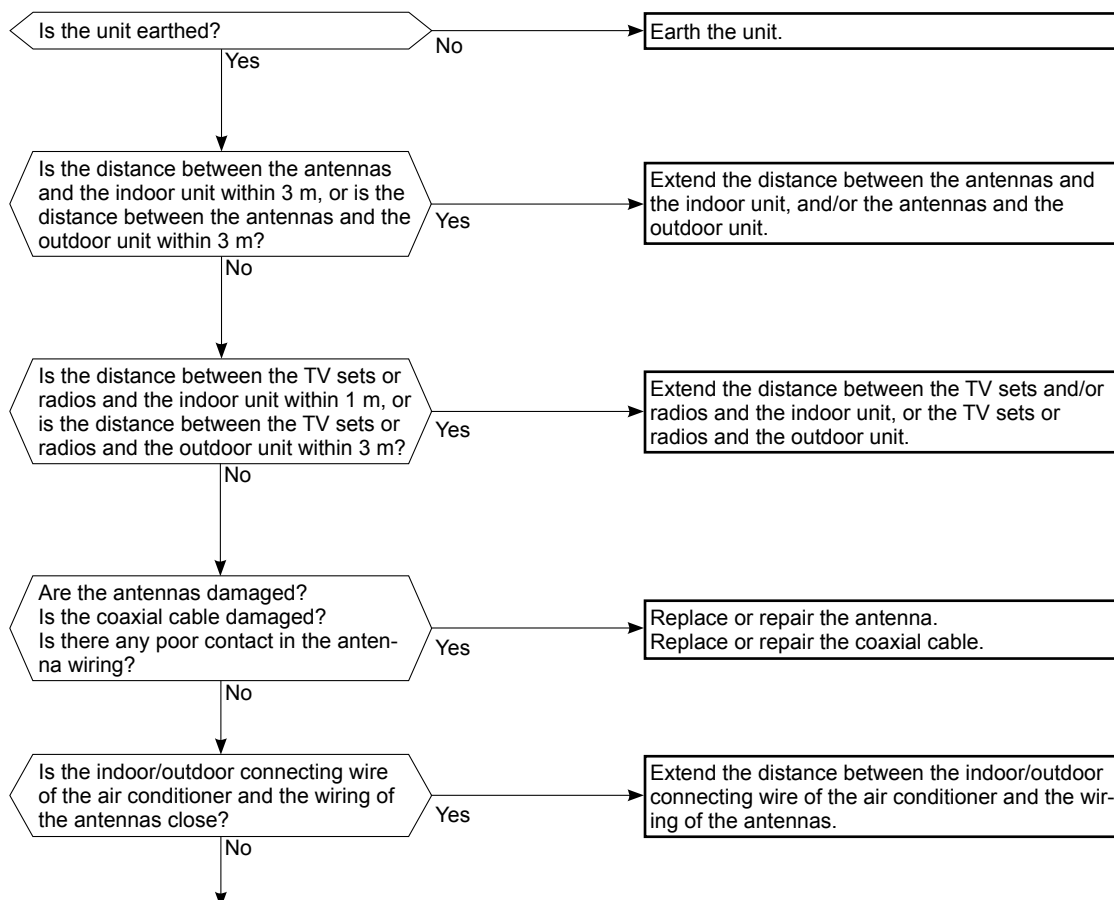 Is the unit earthed?
No
Earth the unit.
Yes
Is the distance between the antennas
and the indoor unit within 3 m, or is the
distance between the antennas and the
outdoor unit within 3 m?
Yes
Extend the distance between the antennas and
the indoor unit, and/or the antennas and the
outdoor unit.
No
Is the distance between the TV sets or
radios and the indoor unit within 1 m, or
is the distance between the TV sets or
radios and the outdoor unit within 3 m?
Yes
Extend the distance between the TV sets and/or
radios and the indoor unit, or the TV sets or
radios and the outdoor unit.
No
Are the antennas damaged?
Is the coaxial cable damaged?
Is there any poor contact in the anten-
na wiring?
Yes
Replace or repair the antenna.
Replace or repair the coaxial cable.
No
Is the indoor/outdoor connecting wire
of the air conditioner and the wiring of
the antennas close?
Yes
Extend the distance between the indoor/outdoor
connecting wire of the air conditioner and the wir-
ing of the antennas.
No